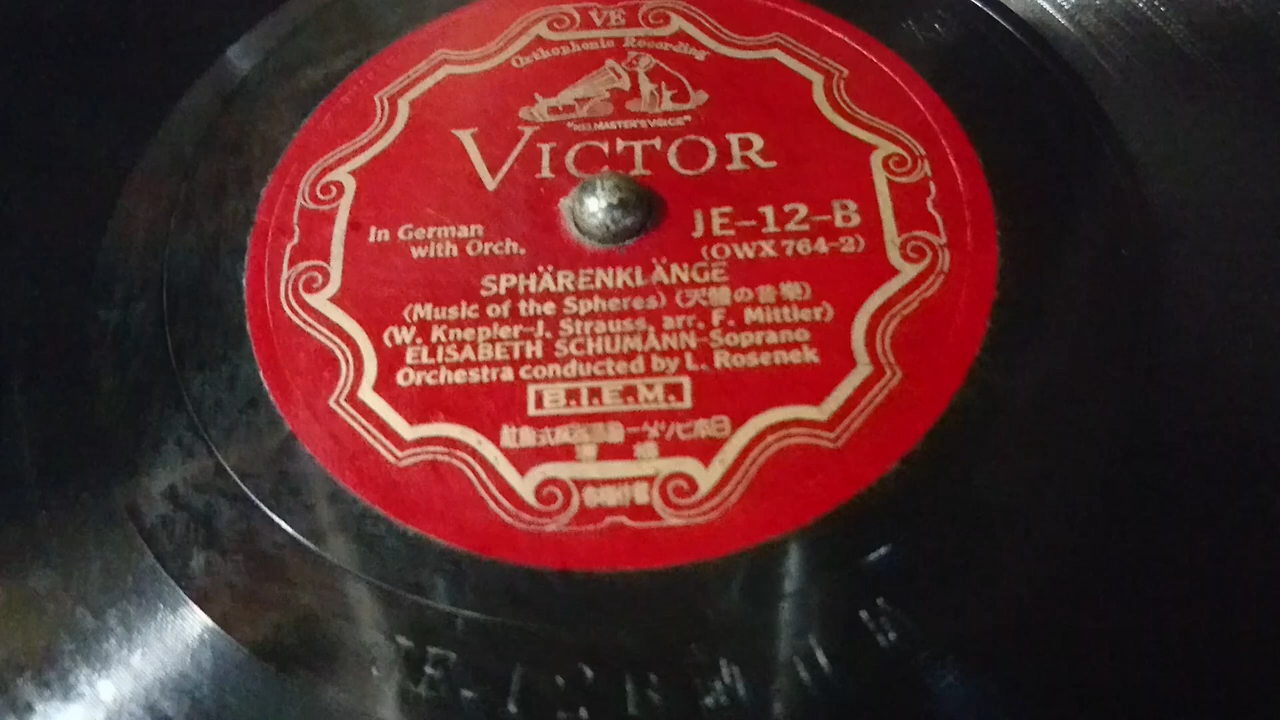 VE
Orthophonic Recording
"HIS MASTER'S VOICE"
VICTOR
In German
with Orch.
JE-12-B
(OWX 764-2)
SPHÄRENKLÄNGE
(Music of the Spheres) (天體の音樂)
(W. Knepler-J. Strauss, arr. F. Mittler)
ELISABETH SCHUMANN-Soprano
Orchestra conducted by L. Rosenek
B.I.E.M.